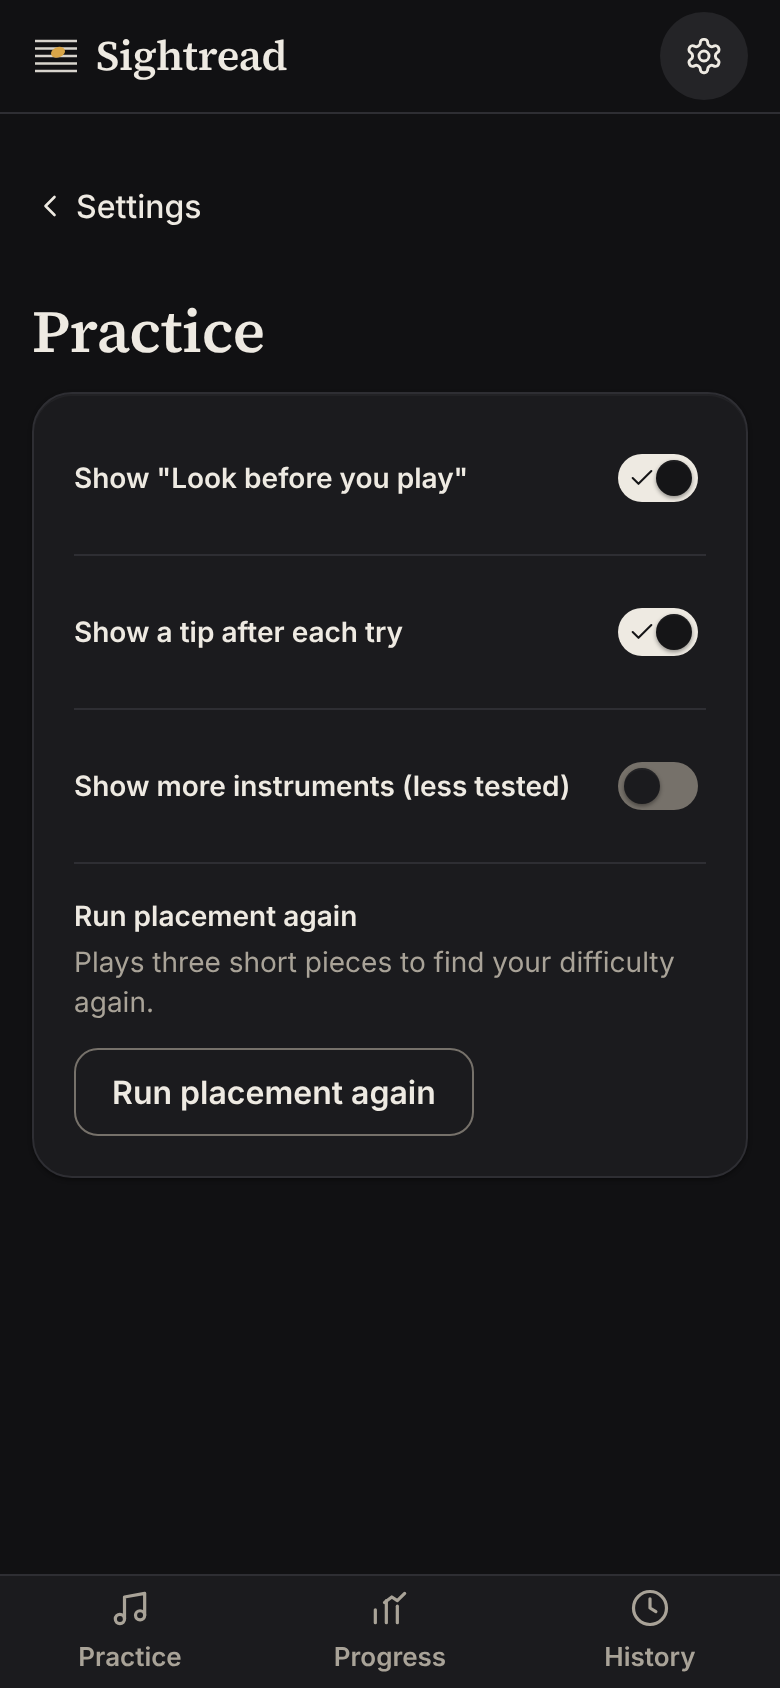 Sightread
Settings
Practice
Show "Look before you play"
Show a tip after each try
Show more instruments (less tested)
Run placement again
Plays three short pieces to find your difficulty
again.
Run placement again
Practice
Progress
History